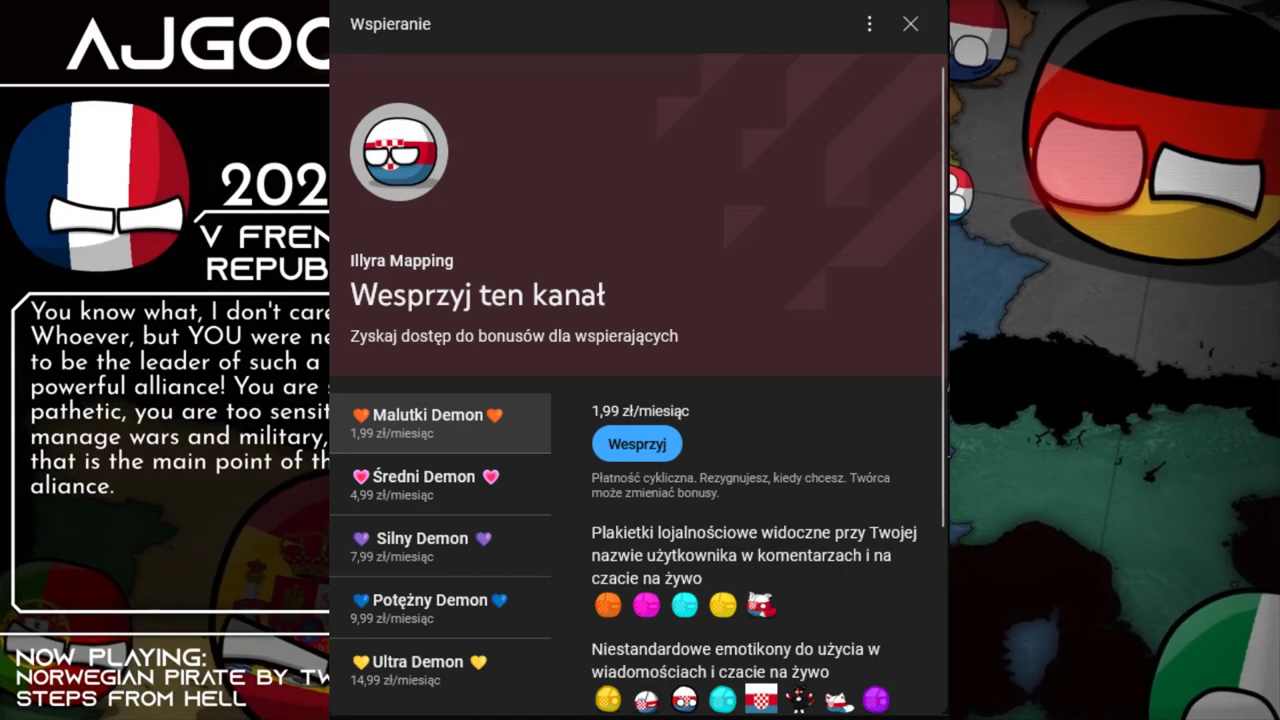 AJGOO
202
V FREN
REPUB
You know what, I don't care
Whoever, but YOU were ne
to be the leader of such a
powerful alliance! You are s
pathetic, you are too sensit
manage wars and military,
that is the main point of th
aliance.
NOW PLAYING:
NORWEGIAN PIRATE BY TW
STEPS FROM HELL
Wspieranie
Illyra Mapping
Wesprzyj ten kanał
Zyskaj dostęp do bonusów dla wspierających
🧡Malutki Demon🧡
1,99 zł/miesiąc
💗Średni Demon 💗
4,99 zł/miesiąc
💜 Silny Demon 💜
7,99 zł/miesiąc
💙Potężny Demon💙
9,99 zł/miesiąc
💛Ultra Demon 💛
14,99 zł/miesiąc
1,99 zł/miesiąc
Wesprzyj
Płatność cykliczna. Rezygnujesz, kiedy chcesz. Twórca
może zmieniać bonusy.
Plakietki lojalnościowe widoczne przy Twojej
nazwie użytkownika w komentarzach i na
czacie na żywo
Niestandardowe emotikony do użycia w
wiadomościach i czacie na żywo